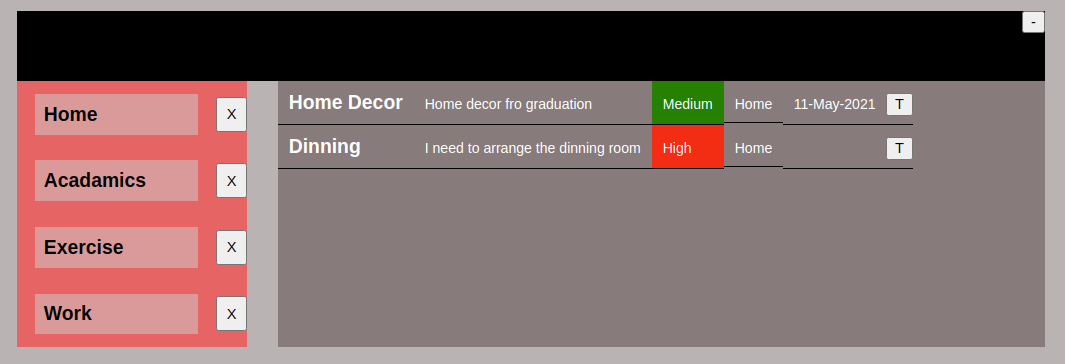 -
Home X
Acadamics X
Exercise X
Work X
Home Decor Home decor fro graduation Medium Home 11-May-2021 T
Dinning I need to arrange the dinning room High Home T